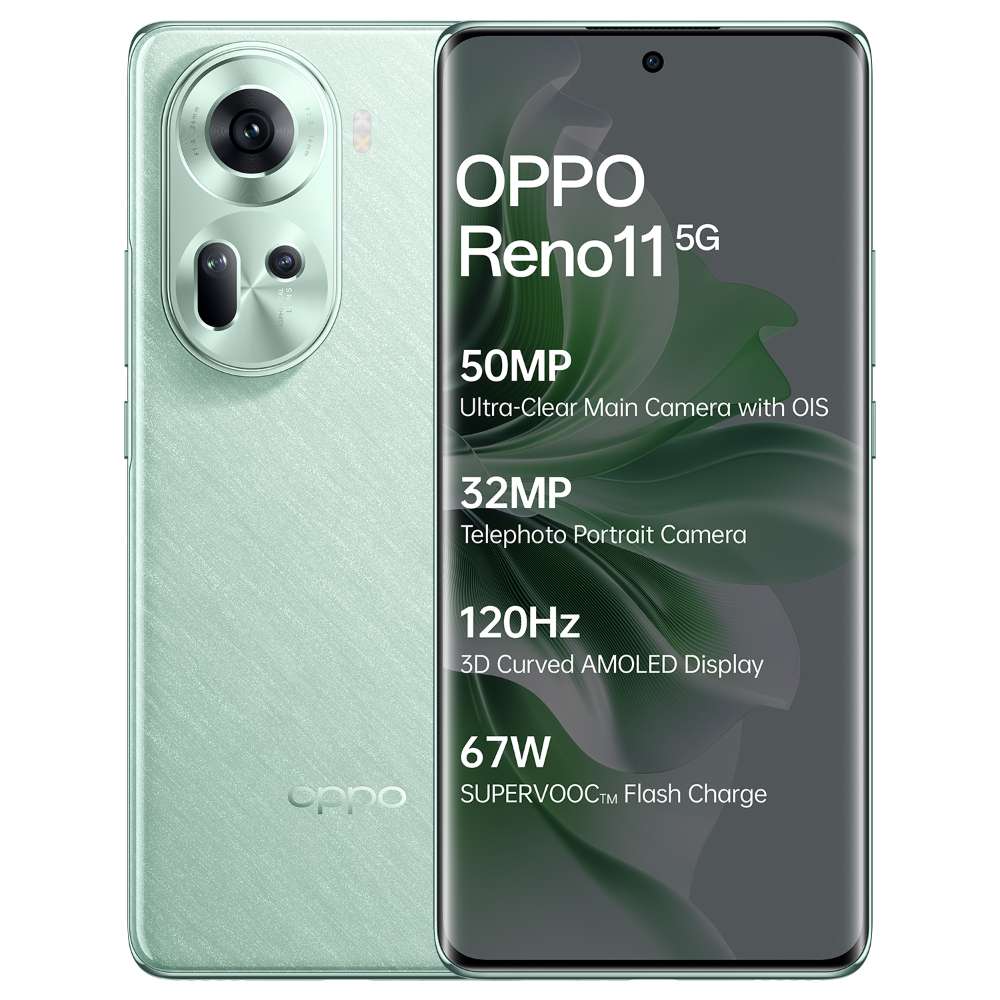 OPPO
Reno11 5G
50MP
Ultra-Clear Main Camera with OIS
32MP
Telephoto Portrait Camera
120Hz
3D Curved AMOLED Display
67W
SUPERVOOC™ Flash Charge
oppo